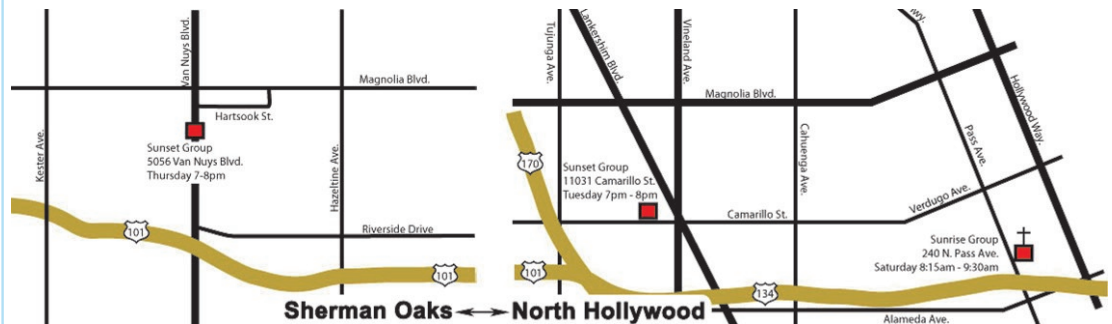 Kester Ave.
Van Nuys Blvd.
Magnolia Blvd.
Hartsook St.
Sunset Group
5056 Van Nuys Blvd.
Thursday 7-8pm
Hazeltine Ave.
101
Riverside Drive
101
Tujunga Ave.
Lankershim Blvd.
Vineland Ave.
Magnolia Blvd.
Cahuenga Ave.
wy.
Pass Ave.
Hollywood Way.
170
Sunset Group
11031 Camarillo St.
Tuesday 7pm - 8pm
Camarillo St.
Verdugo Ave.
Sunrise Group
240 N. Pass Ave.
Saturday 8:15am - 9:30am
101
134
Alameda Ave.
Sherman Oaks
North Hollywood